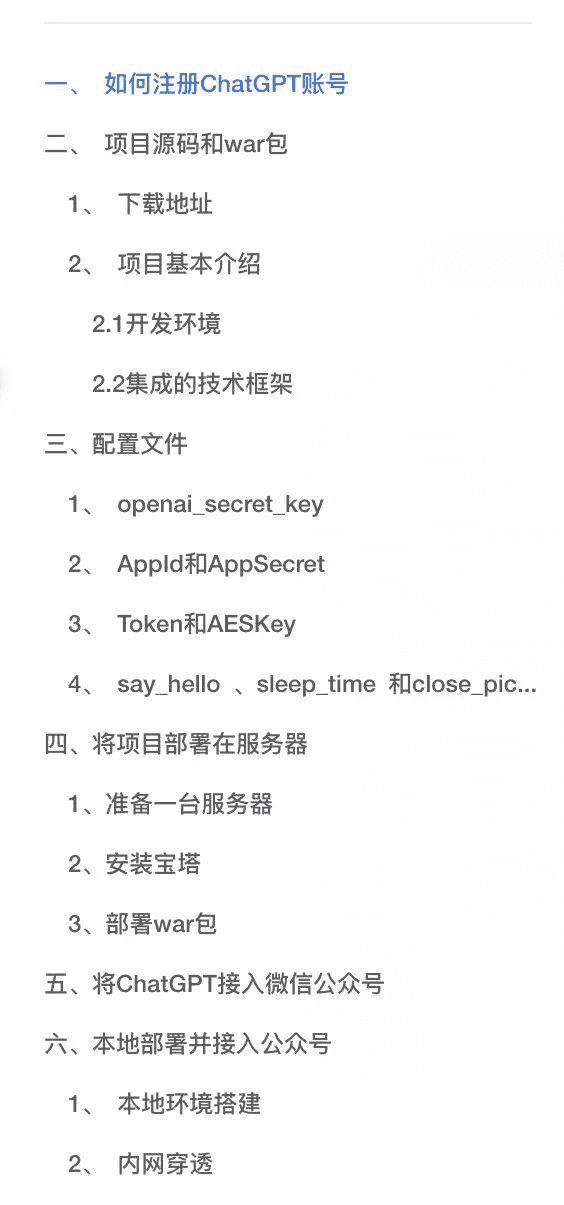 一、 如何注册ChatGPT账号
二、 项目源码和war包
1、 下载地址
2、 项目基本介绍
2.1开发环境
2.2集成的技术框架
三、配置文件
1、 openai_secret_key
2、 AppId和AppSecret
3、 Token和AESKey
4、 say_hello 、sleep_time 和close_pic...
四、将项目部署在服务器
1、准备一台服务器
2、安装宝塔
3、部署war包
五、将ChatGPT接入微信公众号
六、本地部署并接入公众号
1、 本地环境搭建
2、 内网穿透